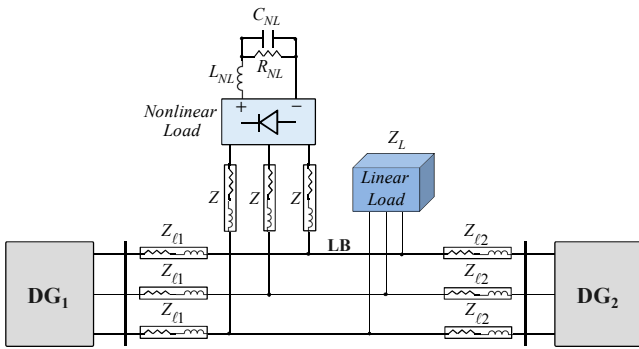 C_NL
L_NL
R_NL
+ −
Nonlinear
Load
Z Z Z
Z_L
Linear
Load
Z_ℓ1 LB Z_ℓ2
Z_ℓ1 Z_ℓ2
DG_1 DG_2
Z_ℓ1 Z_ℓ2